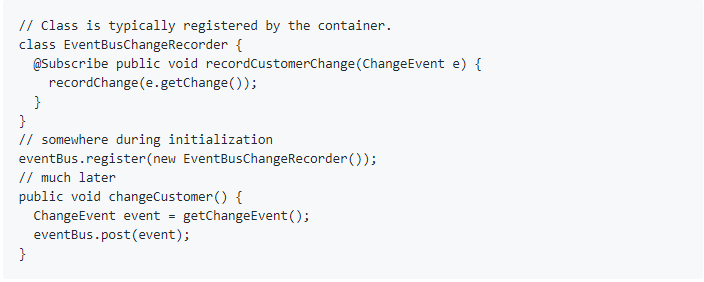 // Class is typically registered by the container.
class EventBusChangeRecorder {
  @Subscribe public void recordCustomerChange(ChangeEvent e) {
    recordChange(e.getChange());
  }
}
// somewhere during initialization
eventBus.register(new EventBusChangeRecorder());
// much later
public void changeCustomer() {
  ChangeEvent event = getChangeEvent();
  eventBus.post(event);
}